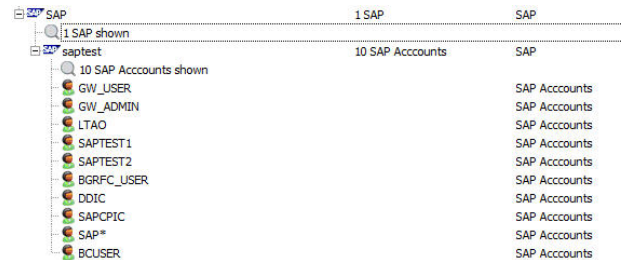 SAP SAP 1 SAP SAP
1 SAP shown
SAP saptest 10 SAP Acccounts SAP
10 SAP Acccounts shown
GW_USER SAP Acccounts
GW_ADMIN SAP Acccounts
LTAO SAP Acccounts
SAPTEST1 SAP Acccounts
SAPTEST2 SAP Acccounts
BGRFC_USER SAP Acccounts
DDIC SAP Acccounts
SAPCPIC SAP Acccounts
SAP* SAP Acccounts
BCUSER SAP Acccounts